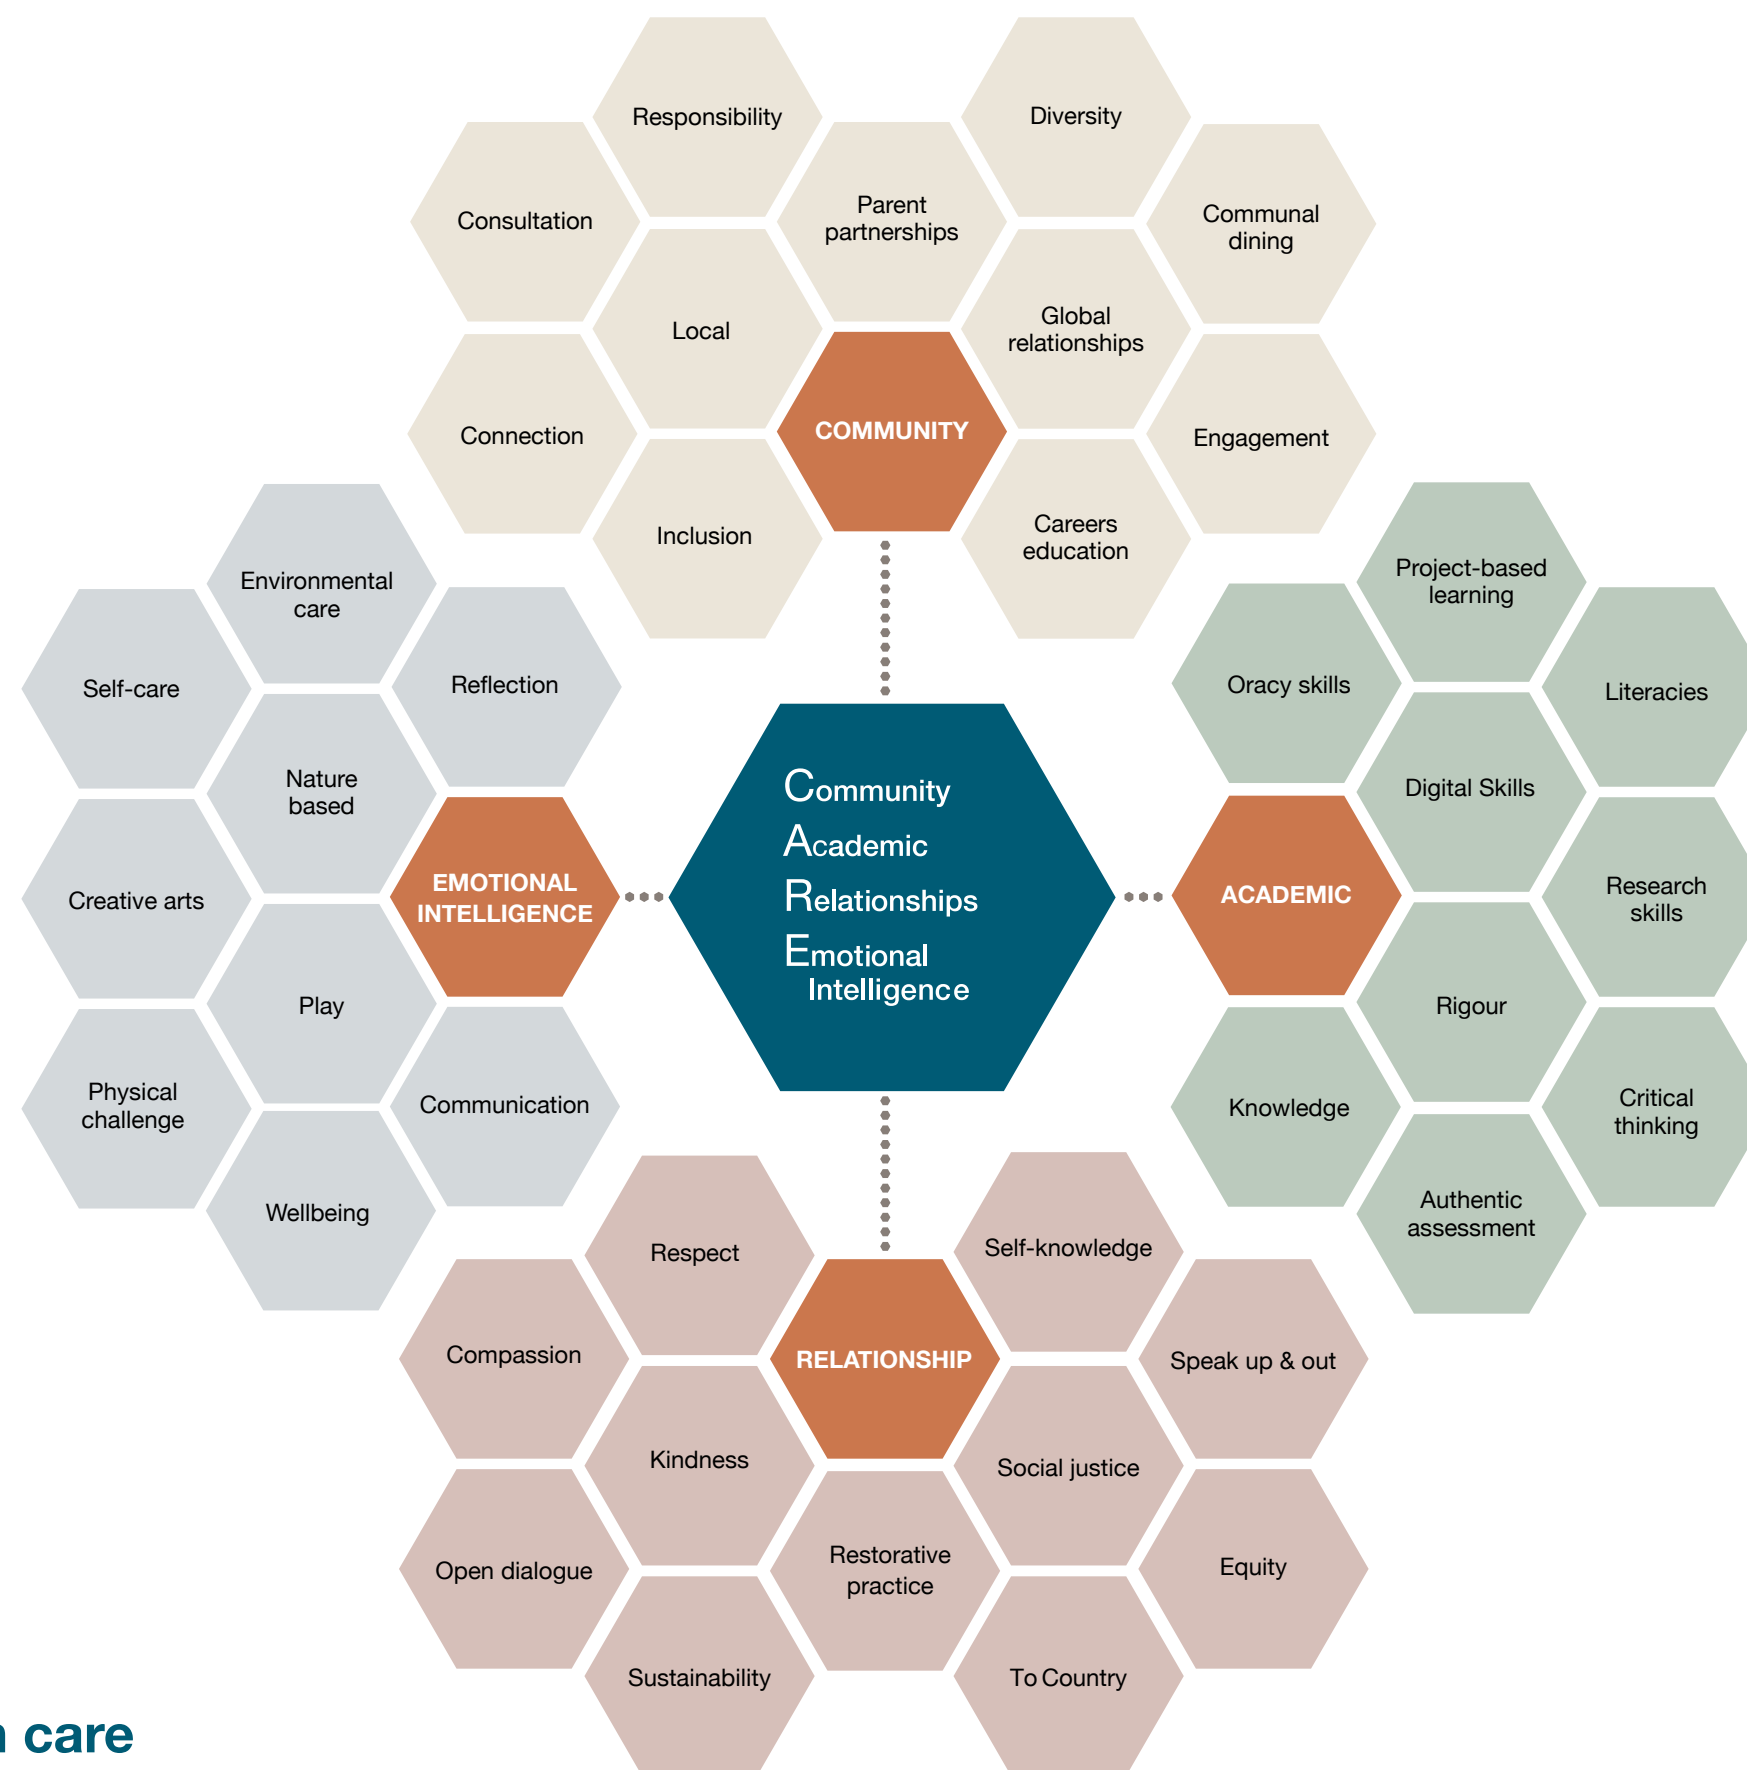 Responsibility
Diversity
Consultation
Parent
partnerships
Communal
dining
Local
Global
relationships
Connection
COMMUNITY
Engagement
Inclusion
Careers
education
Environmental
care
Self-care
Reflection
Nature
based
Creative arts
EMOTIONAL
INTELLIGENCE
Play
Physical
challenge
Communication
Wellbeing
Community
Academic
Relationships
Emotional
Intelligence
Project-based
learning
Oracy skills
Literacies
Digital Skills
ACADEMIC
Research
skills
Rigour
Knowledge
Critical
thinking
Authentic
assessment
Respect
Self-knowledge
Compassion
RELATIONSHIP
Speak up & out
Kindness
Social justice
Open dialogue
Restorative
practice
Equity
Sustainability
To Country
care